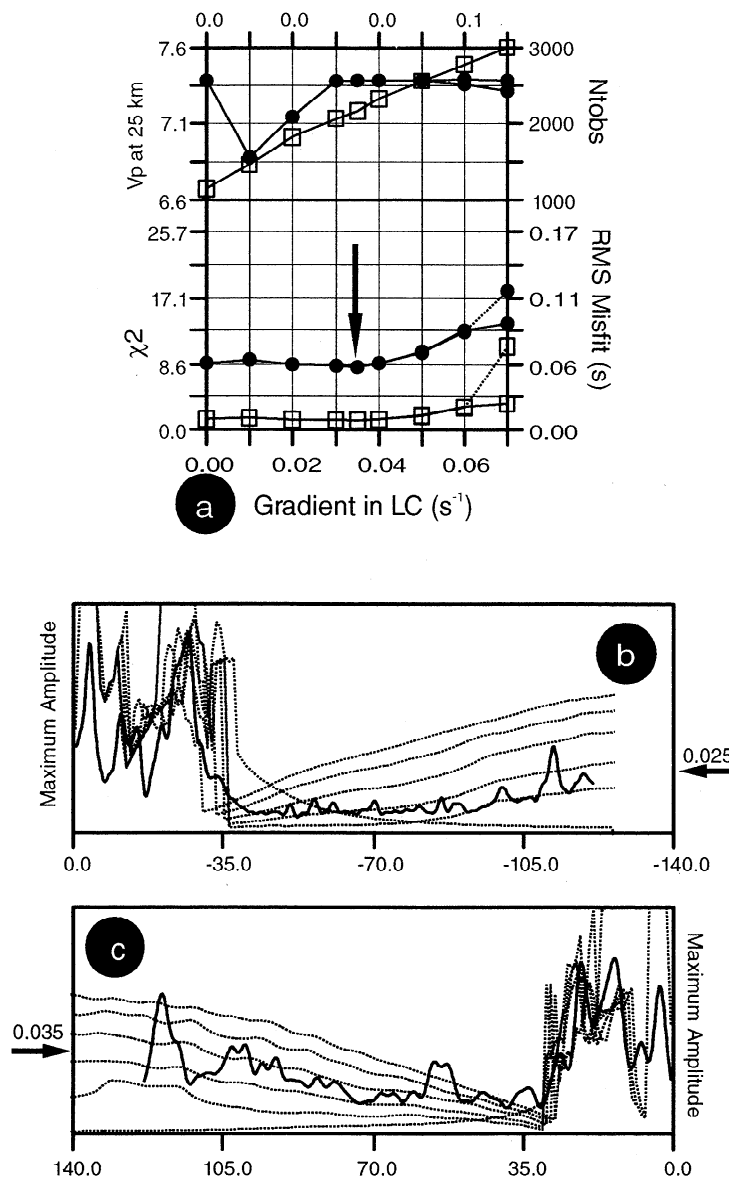 0.0 0.0 0.0 0.1
7.6 3000
Vp at 25 km
Ntobs
7.1 2000
6.6 1000
25.7 0.17
RMS Misfit (s)
17.1 0.11
χ2
8.6 0.06
0.0 0.00
0.00 0.02 0.04 0.06
a Gradient in LC (s⁻¹)
Maximum Amplitude
b
0.025
0.0 -35.0 -70.0 -105.0 -140.0
c
Maximum Amplitude
0.035
140.0 105.0 70.0 35.0 0.0